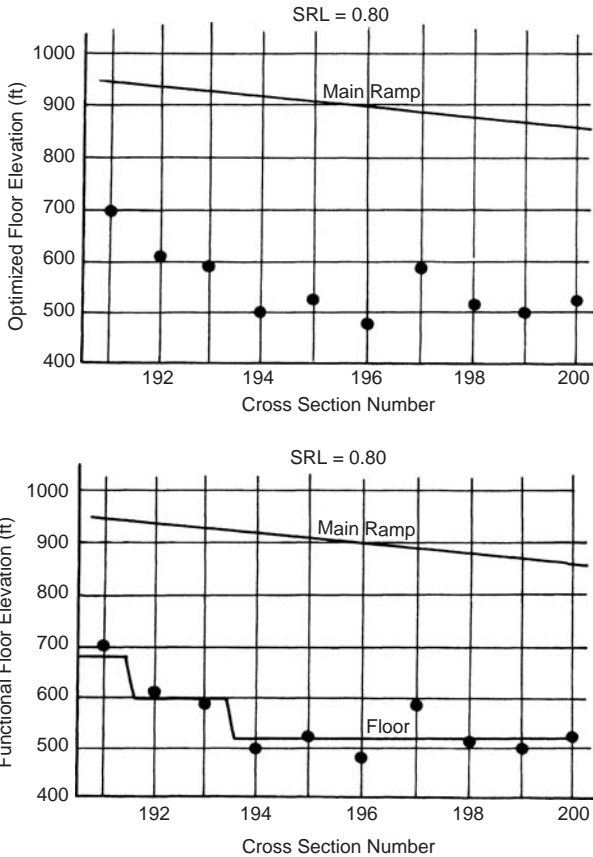 SRL = 0.80
Optimized Floor Elevation (ft)
1000
900
800
700
600
500
400
Main Ramp
192 194 196 198 200
Cross Section Number
SRL = 0.80
Functional Floor Elevation (ft)
1000
900
800
700
600
500
400
Main Ramp
Floor
192 194 196 198 200
Cross Section Number